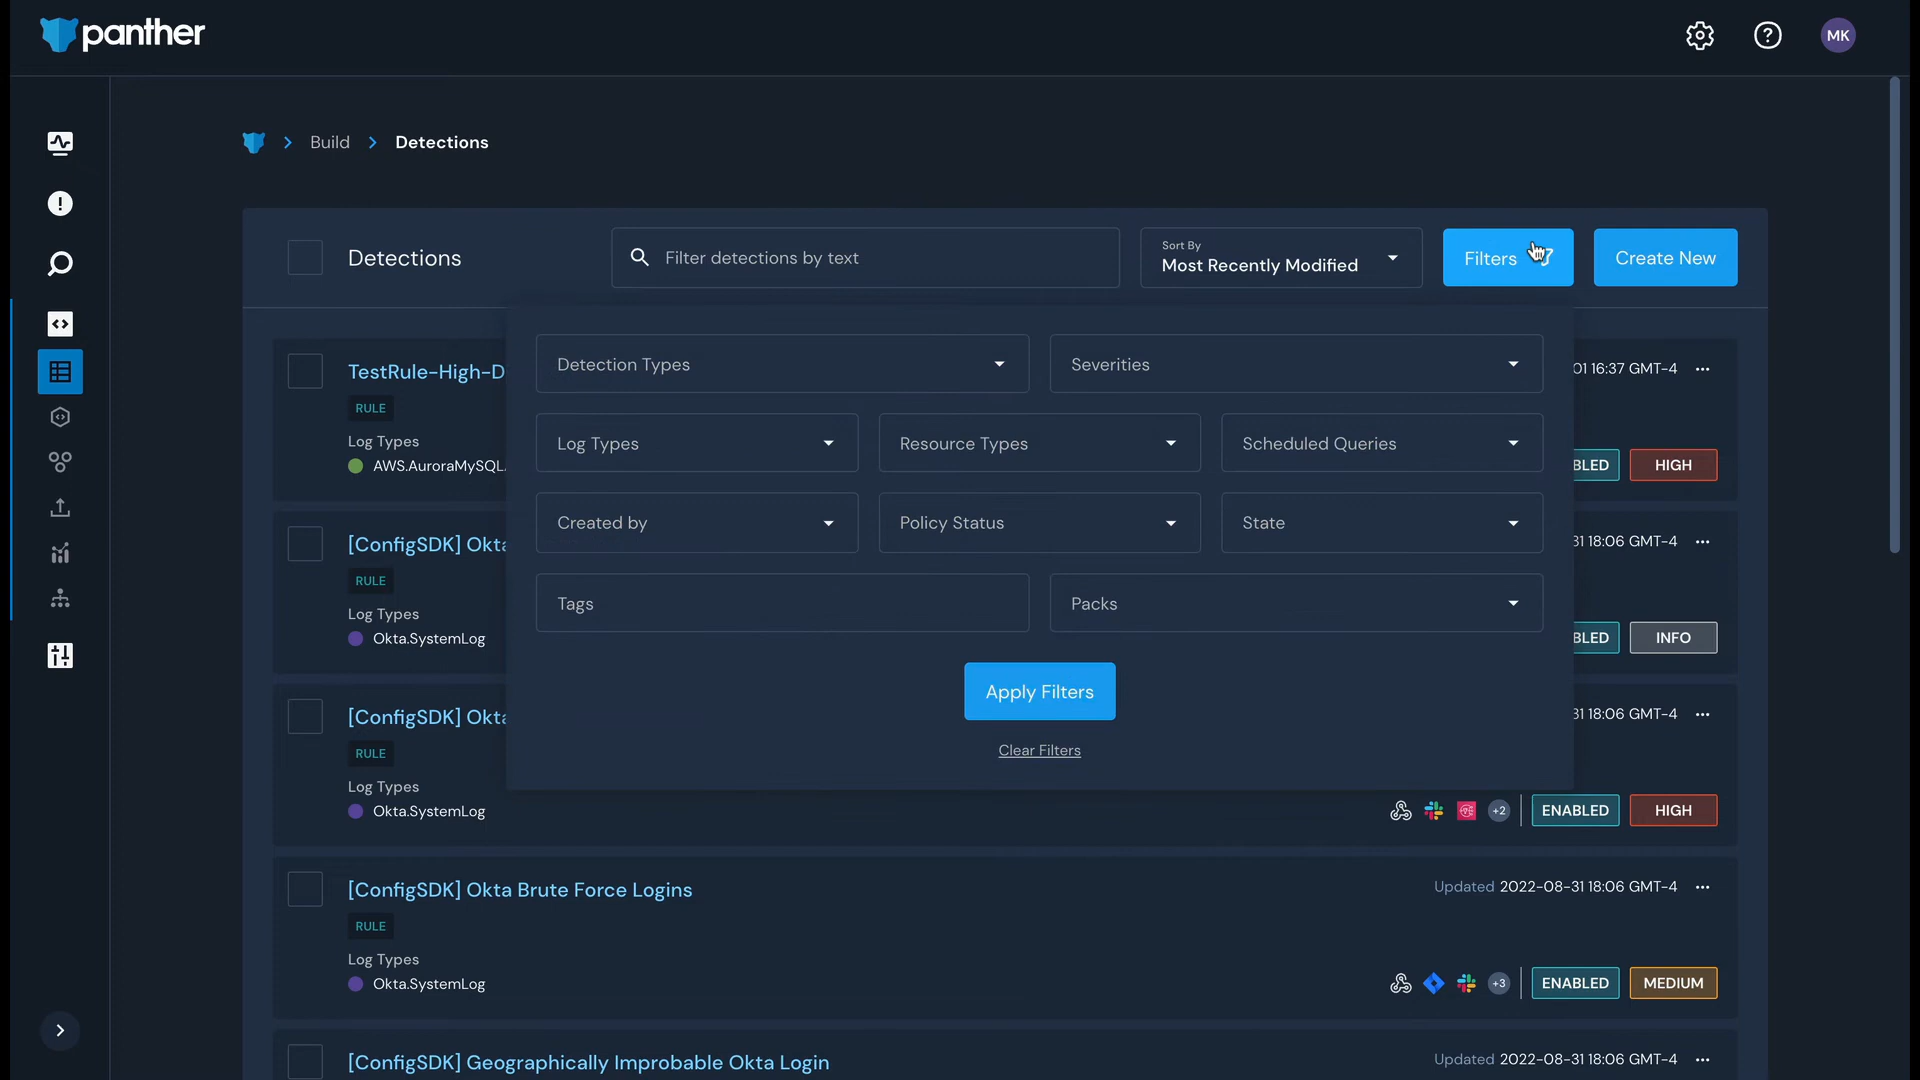 panther
MK
Build
Detections
Detections
Filter detections by text
Sort By
Most Recently Modified
Filters
Create New
Detection Types
Severities
Log Types
Resource Types
Scheduled Queries
Created by
Policy Status
State
Tags
Packs
Apply Filters
Clear Filters
TestRule-High-D
01 16:37 GMT-4
RULE
Log Types
AWS.AuroraMySQL.
BLED
HIGH
[ConfigSDK] Okta
31 18:06 GMT-4
RULE
Log Types
Okta.SystemLog
BLED
INFO
[ConfigSDK] Okta
31 18:06 GMT-4
RULE
Log Types
Okta.SystemLog
+2
ENABLED
HIGH
[ConfigSDK] Okta Brute Force Logins
Updated 2022-08-31 18:06 GMT-4
RULE
Log Types
Okta.SystemLog
+3
ENABLED
MEDIUM
[ConfigSDK] Geographically Improbable Okta Login
Updated 2022-08-31 18:06 GMT-4